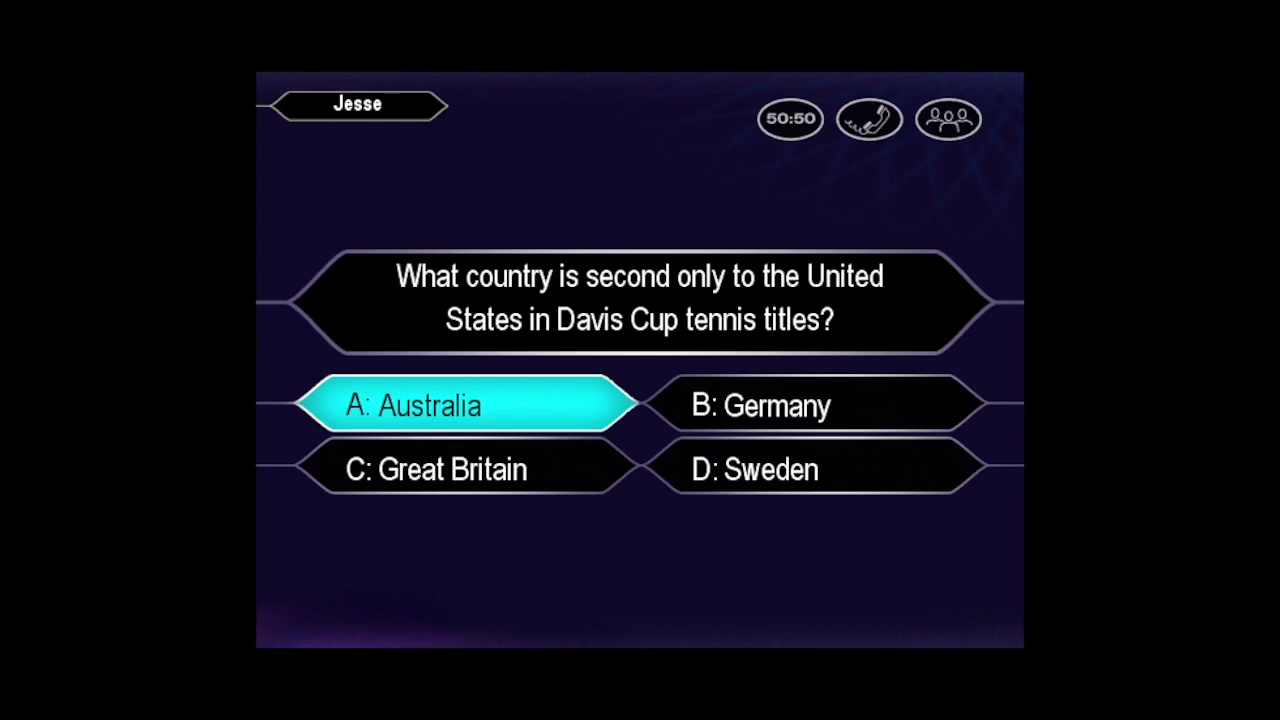 Jesse
50:50
What country is second only to the United
States in Davis Cup tennis titles?
A: Australia
B: Germany
C: Great Britain
D: Sweden